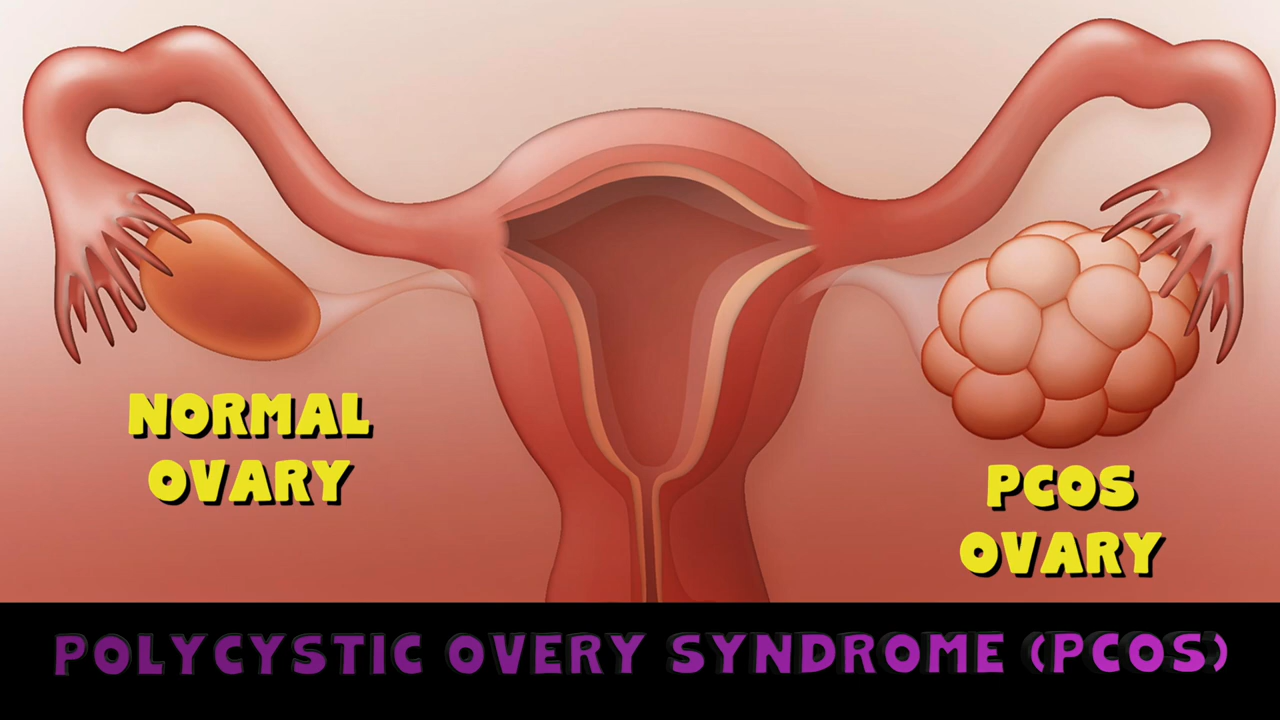 NORMAL
OVARY
PCOS
OVARY
POLYCYSTIC OVERY SYNDROME (PCOS)